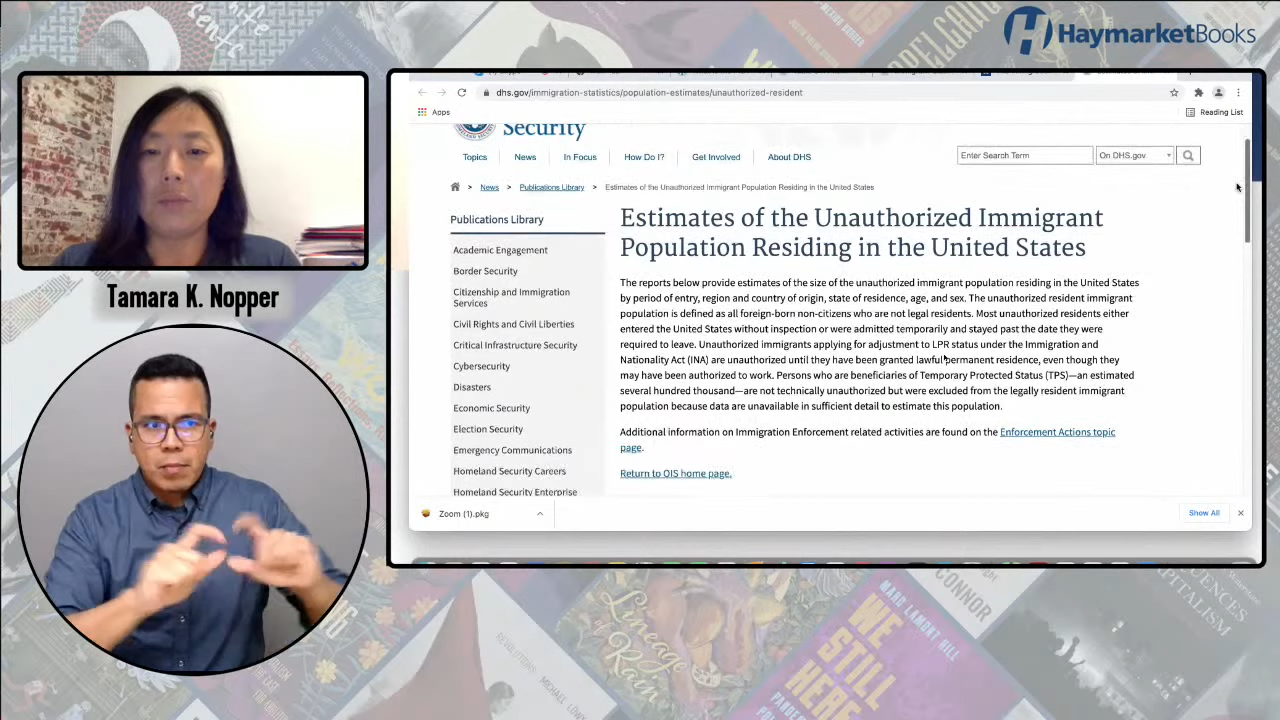 HaymarketBooks
dhs.gov/immigration-statistics/population-estimates/unauthorized-resident
Apps
Reading List
Security
Topics
News
In Focus
How Do I?
Get Involved
About DHS
Enter Search Term
On DHS.gov
> News > Publications Library > Estimates of the Unauthorized Immigrant Population Residing in the United States
Publications Library
Academic Engagement
Border Security
Citizenship and Immigration
Services
Civil Rights and Civil Liberties
Critical Infrastructure Security
Cybersecurity
Disasters
Economic Security
Election Security
Emergency Communications
Homeland Security Careers
Homeland Security Enterprise
Estimates of the Unauthorized Immigrant
Population Residing in the United States
The reports below provide estimates of the size of the unauthorized immigrant population residing in the United States
by period of entry, region and country of origin, state of residence, age, and sex. The unauthorized resident immigrant
population is defined as all foreign-born non-citizens who are not legal residents. Most unauthorized residents either
entered the United States without inspection or were admitted temporarily and stayed past the date they were
required to leave. Unauthorized immigrants applying for adjustment to LPR status under the Immigration and
Nationality Act (INA) are unauthorized until they have been granted lawful permanent residence, even though they
may have been authorized to work. Persons who are beneficiaries of Temporary Protected Status (TPS)—an estimated
several hundred thousand—are not technically unauthorized but were excluded from the legally resident immigrant
population because data are unavailable in sufficient detail to estimate this population.
Additional information on Immigration Enforcement related activities are found on the Enforcement Actions topic
page.
Return to OIS home page.
Zoom (1).pkg
Show All
Tamara K. Nopper
Lineage
of
Rain
MARC LAMONT HILL
WE
STILL
HERE
CONNOR
CAPITALISM
MICHAEL LÖWY